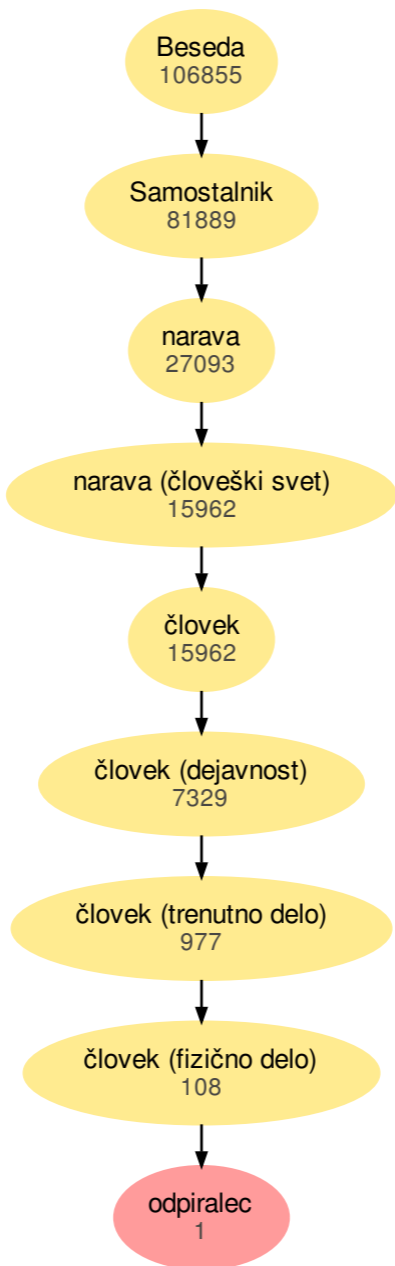 Beseda
106855
Samostalnik
81889
narava
27093
narava (človeški svet)
15962
človek
15962
človek (dejavnost)
7329
človek (trenutno delo)
977
človek (fizično delo)
108
odpiralec
1